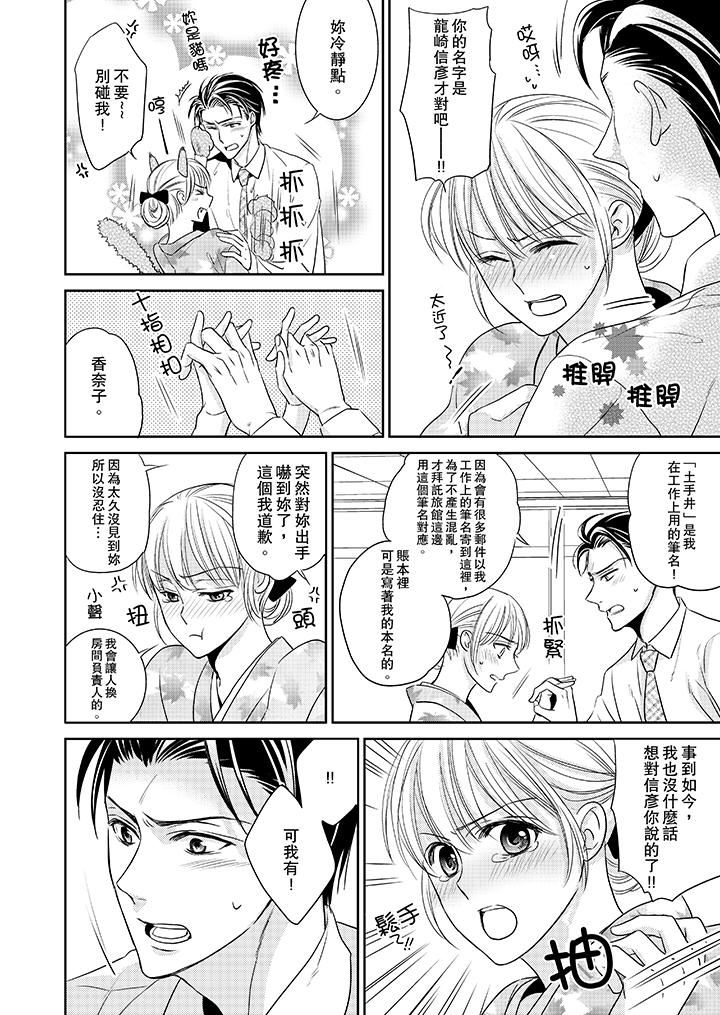 哎呀…
你的名字是
龍崎信彥才對吧——!!
太近了~
推開
推開
妳冷靜點。
好疼…
妳是貓嗎
不要~~
別碰我！
哼
抓
抓
抓
十指扣扣
香奈子。
「土手井」是我
在工作上用的筆名！
因為會有很多郵件以我
工作上的筆名寄到這裡，
為了不產生混亂，
才拜託旅館這邊
用這個筆名對應。
賬本裡
可是寫著我的本名的。
抓緊
突然對妳出手
嚇到妳了，
這個我道歉。
因為太久沒見到妳
所以沒忍住…
扭頭
小聲
我會讓人換
房間負責人的。
事到如今，
我也沒什麼話
想對信彥你說的了!!
鬆手
了!!
抽
!!
可我有！